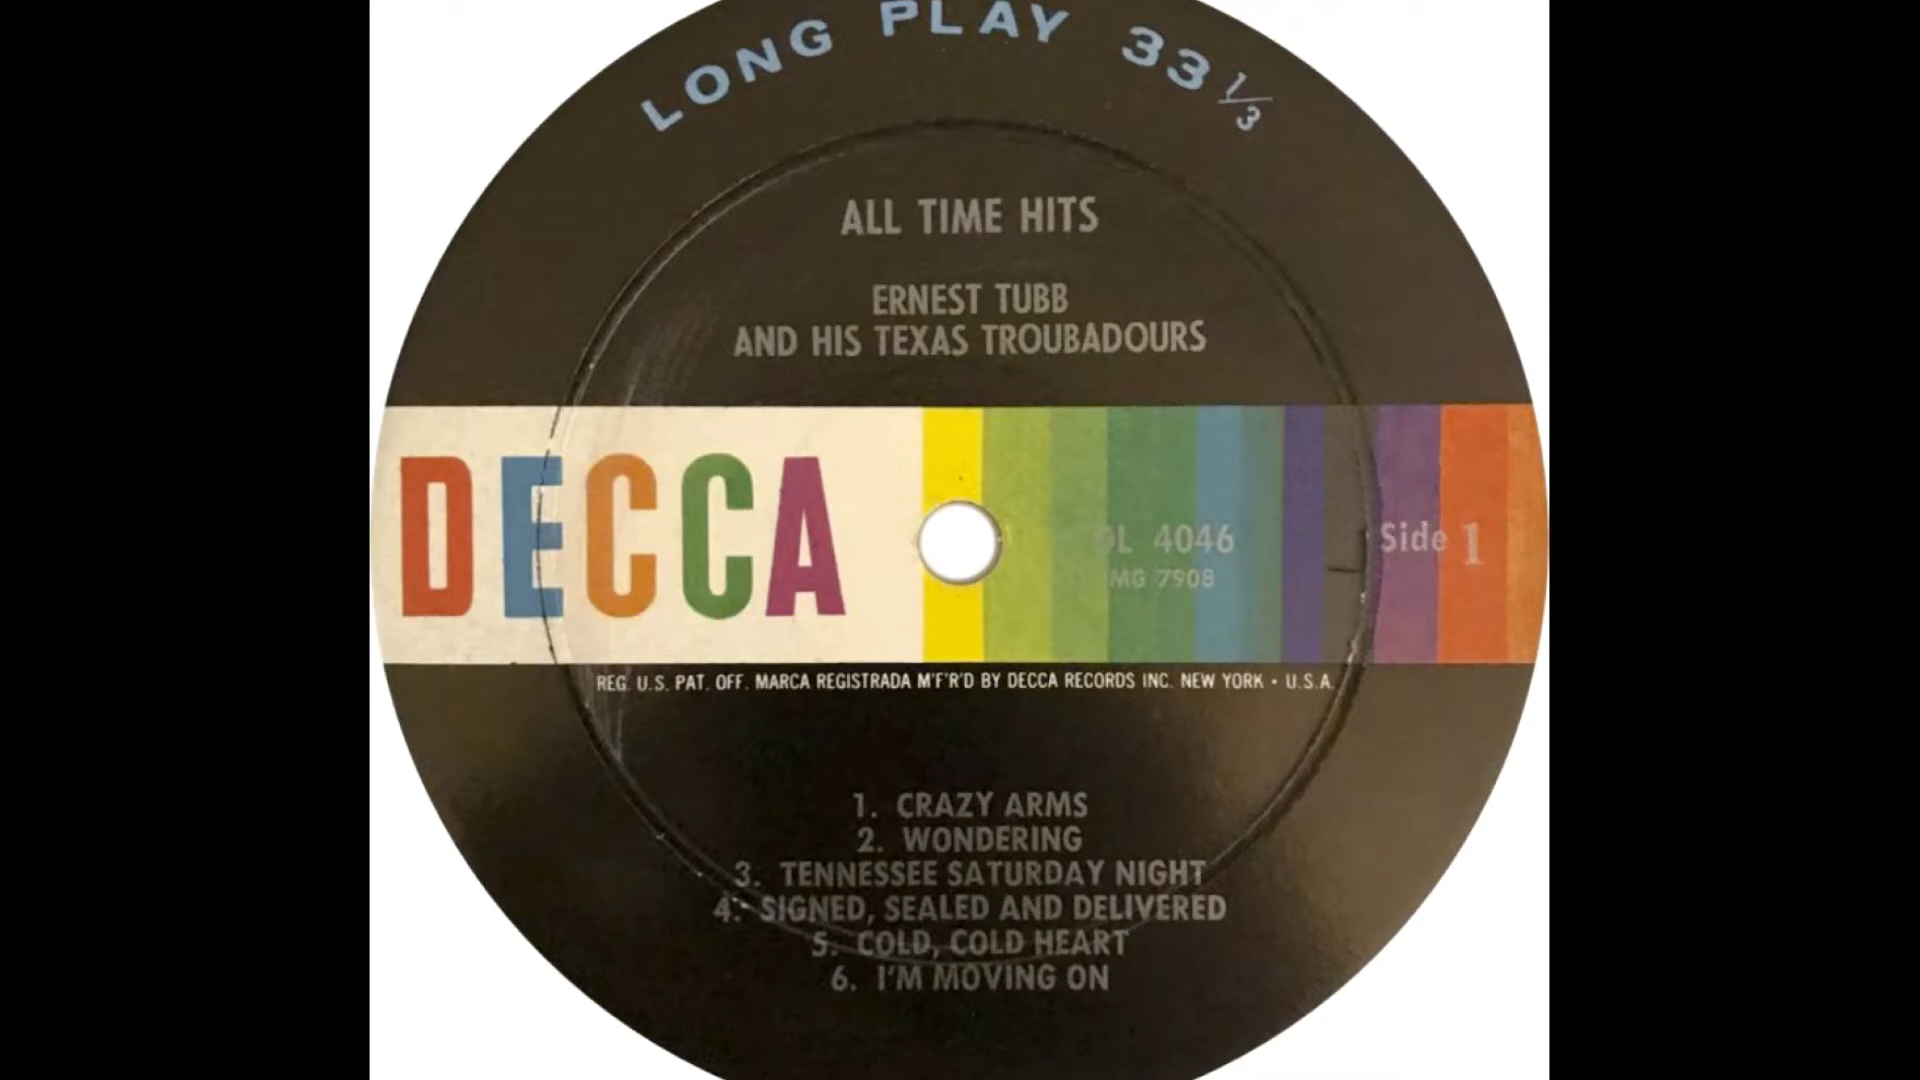 LONG PLAY 33 1/3
ALL TIME HITS
ERNEST TUBB
AND HIS TEXAS TROUBADOURS
DECCA
DL 4046
MG 7908
Side 1
REG. U.S. PAT. OFF. MARCA REGISTRADA M'F'R'D BY DECCA RECORDS INC. NEW YORK • U.S.A.
1. CRAZY ARMS
2. WONDERING
3. TENNESSEE SATURDAY NIGHT
4. SIGNED, SEALED AND DELIVERED
5. COLD, COLD HEART
6. I'M MOVING ON